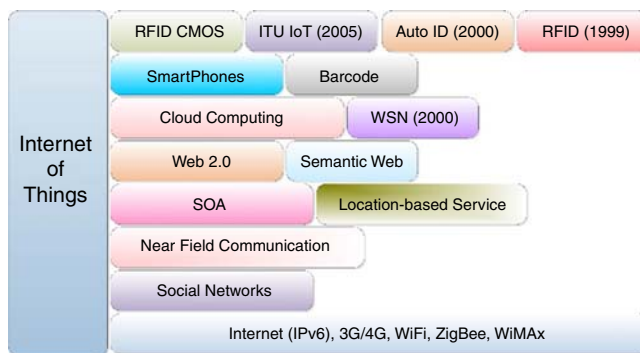 RFID CMOS
ITU IoT (2005)
Auto ID (2000)
RFID (1999)
SmartPhones
Barcode
Cloud Computing
WSN (2000)
Internet
of
Things
Web 2.0
Semantic Web
SOA
Location-based Service
Near Field Communication
Social Networks
Internet (IPv6), 3G/4G, WiFi, ZigBee, WiMAx